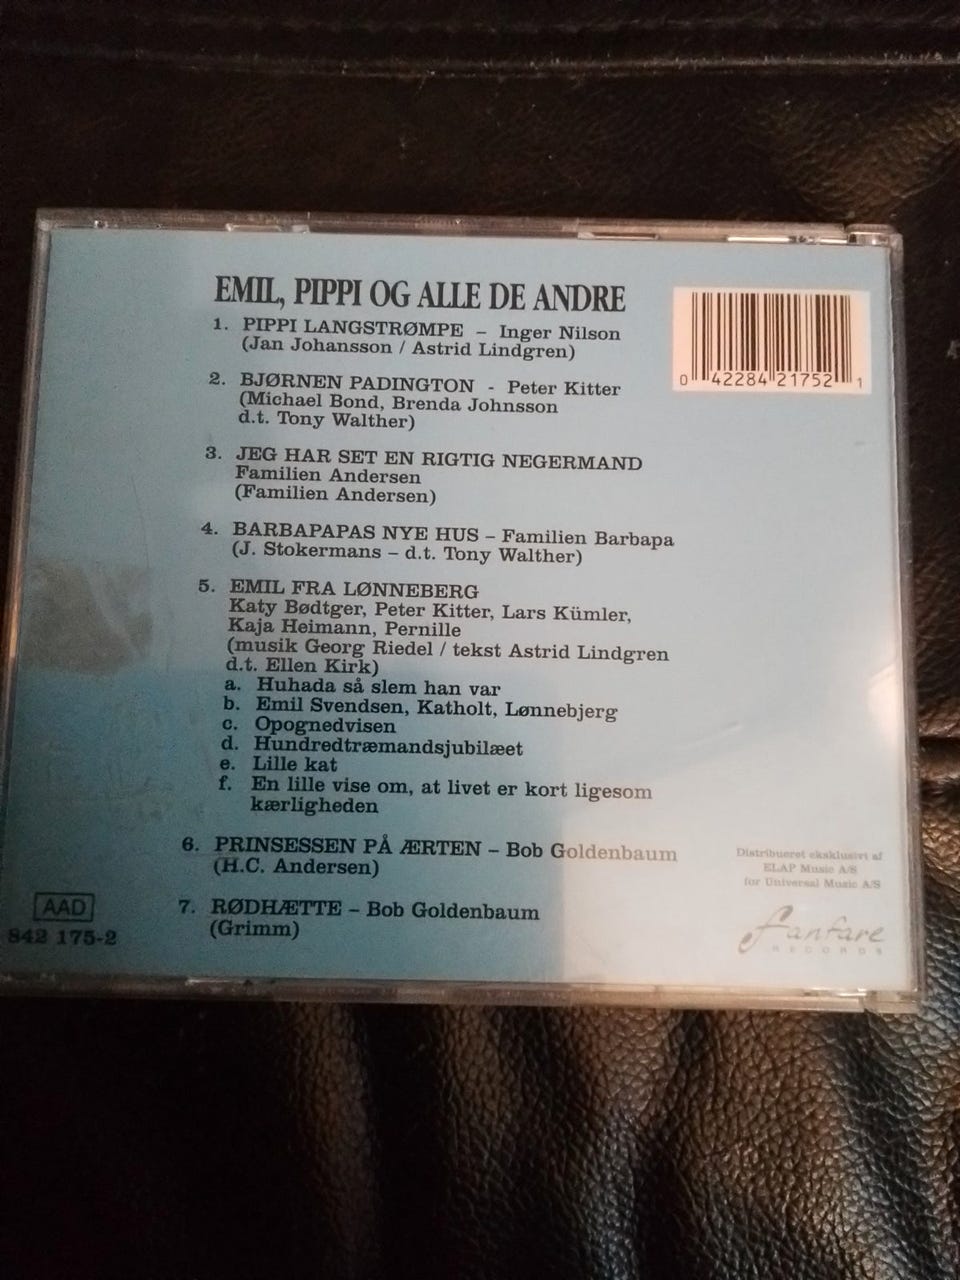 EMIL, PIPPI OG ALLE DE ANDRE
1. PIPPI LANGSTRØMPE – Inger Nilson
(Jan Johansson / Astrid Lindgren)
2. BJØRNEN PADINGTON - Peter Kitter
(Michael Bond, Brenda Johnsson
d.t. Tony Walther)
3. JEG HAR SET EN RIGTIG NEGERMAND
Familien Andersen
(Familien Andersen)
4. BARBAPAPAS NYE HUS – Familien Barbapa
(J. Stokermans – d.t. Tony Walther)
5. EMIL FRA LØNNEBERG
Katy Bødtger, Peter Kitter, Lars Kümler,
Kaja Heimann, Pernille
(musik Georg Riedel / tekst Astrid Lindgren
d.t. Ellen Kirk)
a. Huhada så slem han var
b. Emil Svendsen, Katholt, Lønnebjerg
c. Opognedvisen
d. Hundredtræmandsjubilæet
e. Lille kat
f. En lille vise om, at livet er kort ligesom
kærligheden
6. PRINSESSEN PÅ ÆRTEN – Bob Goldenbaum
(H.C. Andersen)
7. RØDHÆTTE – Bob Goldenbaum
(Grimm)
0 42284 21752 1
Distribueret eksklusivt af
ELAP Music A/S
for Universal Music A/S
fanfare
RECORDS
AAD
842 175-2